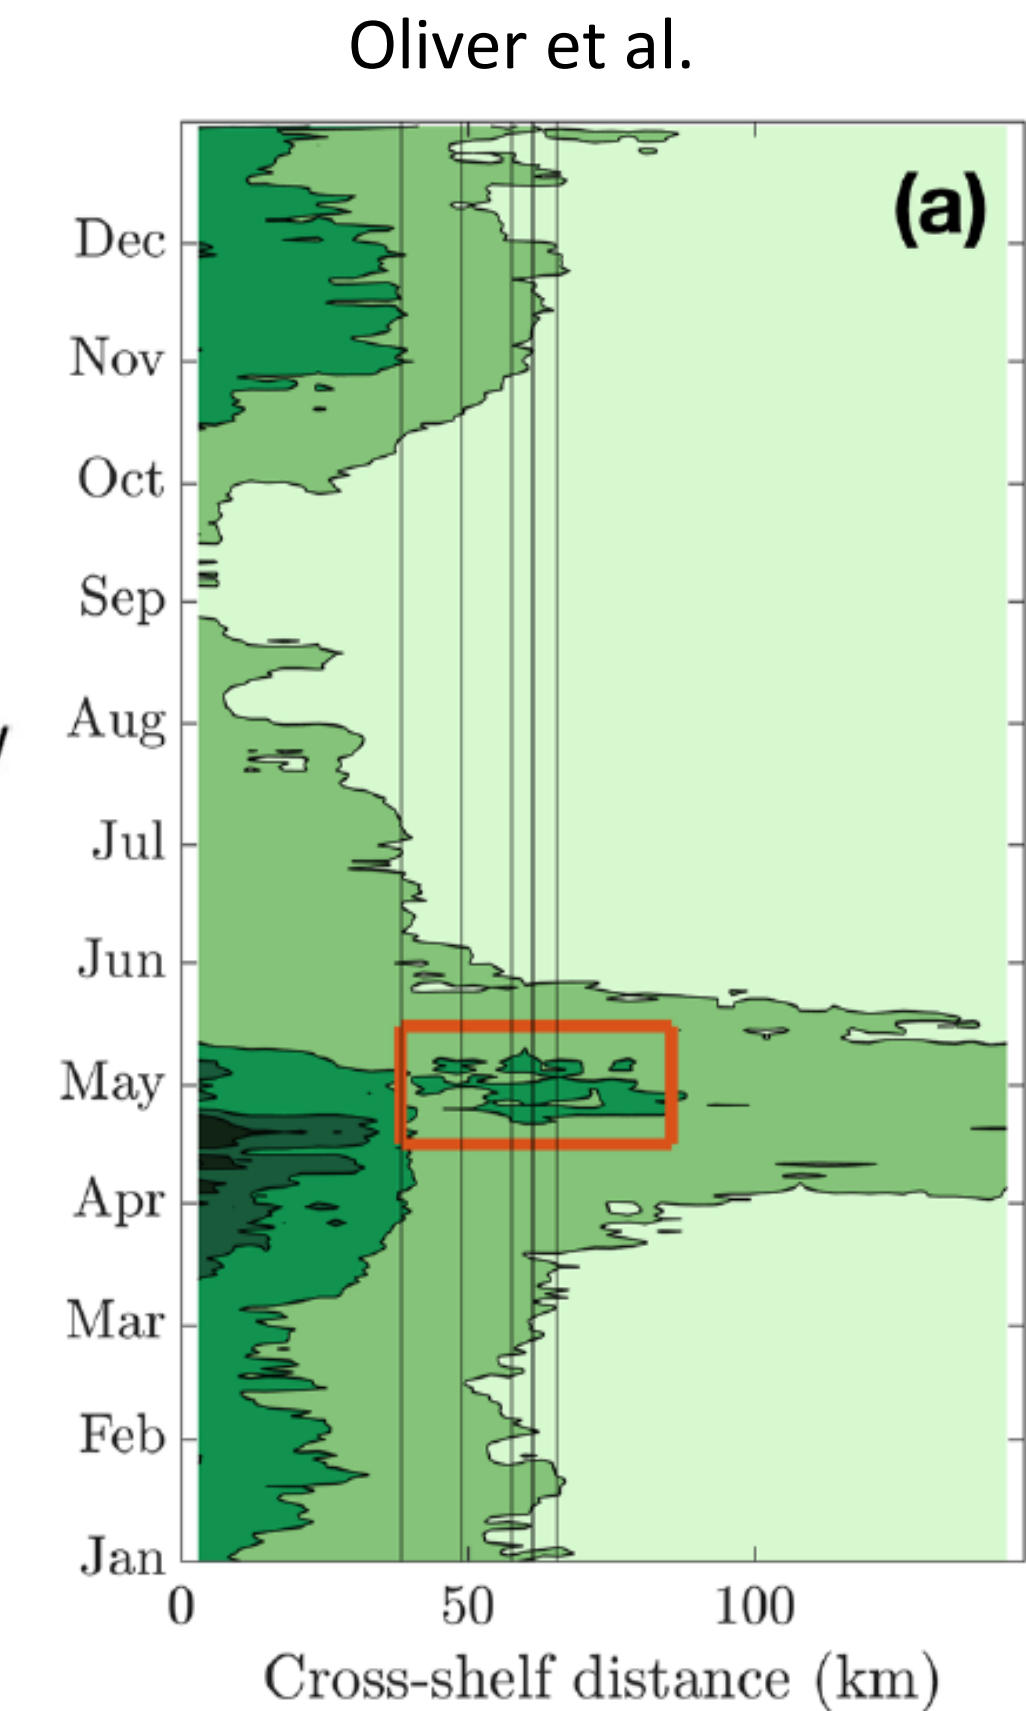 Oliver et al.
(a)
Dec
Nov
Oct
Sep
Aug
Jul
Jun
May
Apr
Mar
Feb
Jan
0 50 100
Cross-shelf distance (km)